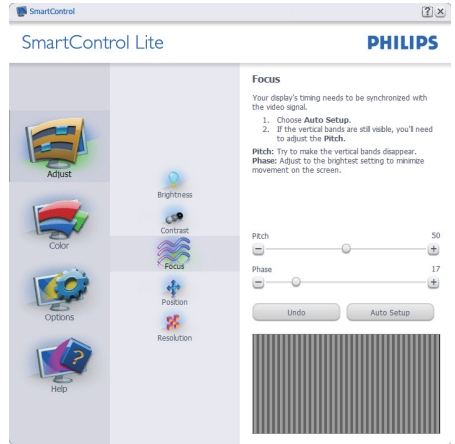 SmartControl
SmartControl Lite
PHILIPS
Adjust
Color
Options
Help
Brightness
Contrast
Focus
Position
Resolution
Focus
Your display's timing needs to be synchronized with
the video signal.
1. Choose Auto Setup.
2. If the vertical bands are still visible, you'll need
to adjust the Pitch.
Pitch: Try to make the vertical bands disappear.
Phase: Adjust to the brightest setting to minimize
movement on the screen.
Pitch 50
Phase 17
Undo Auto Setup